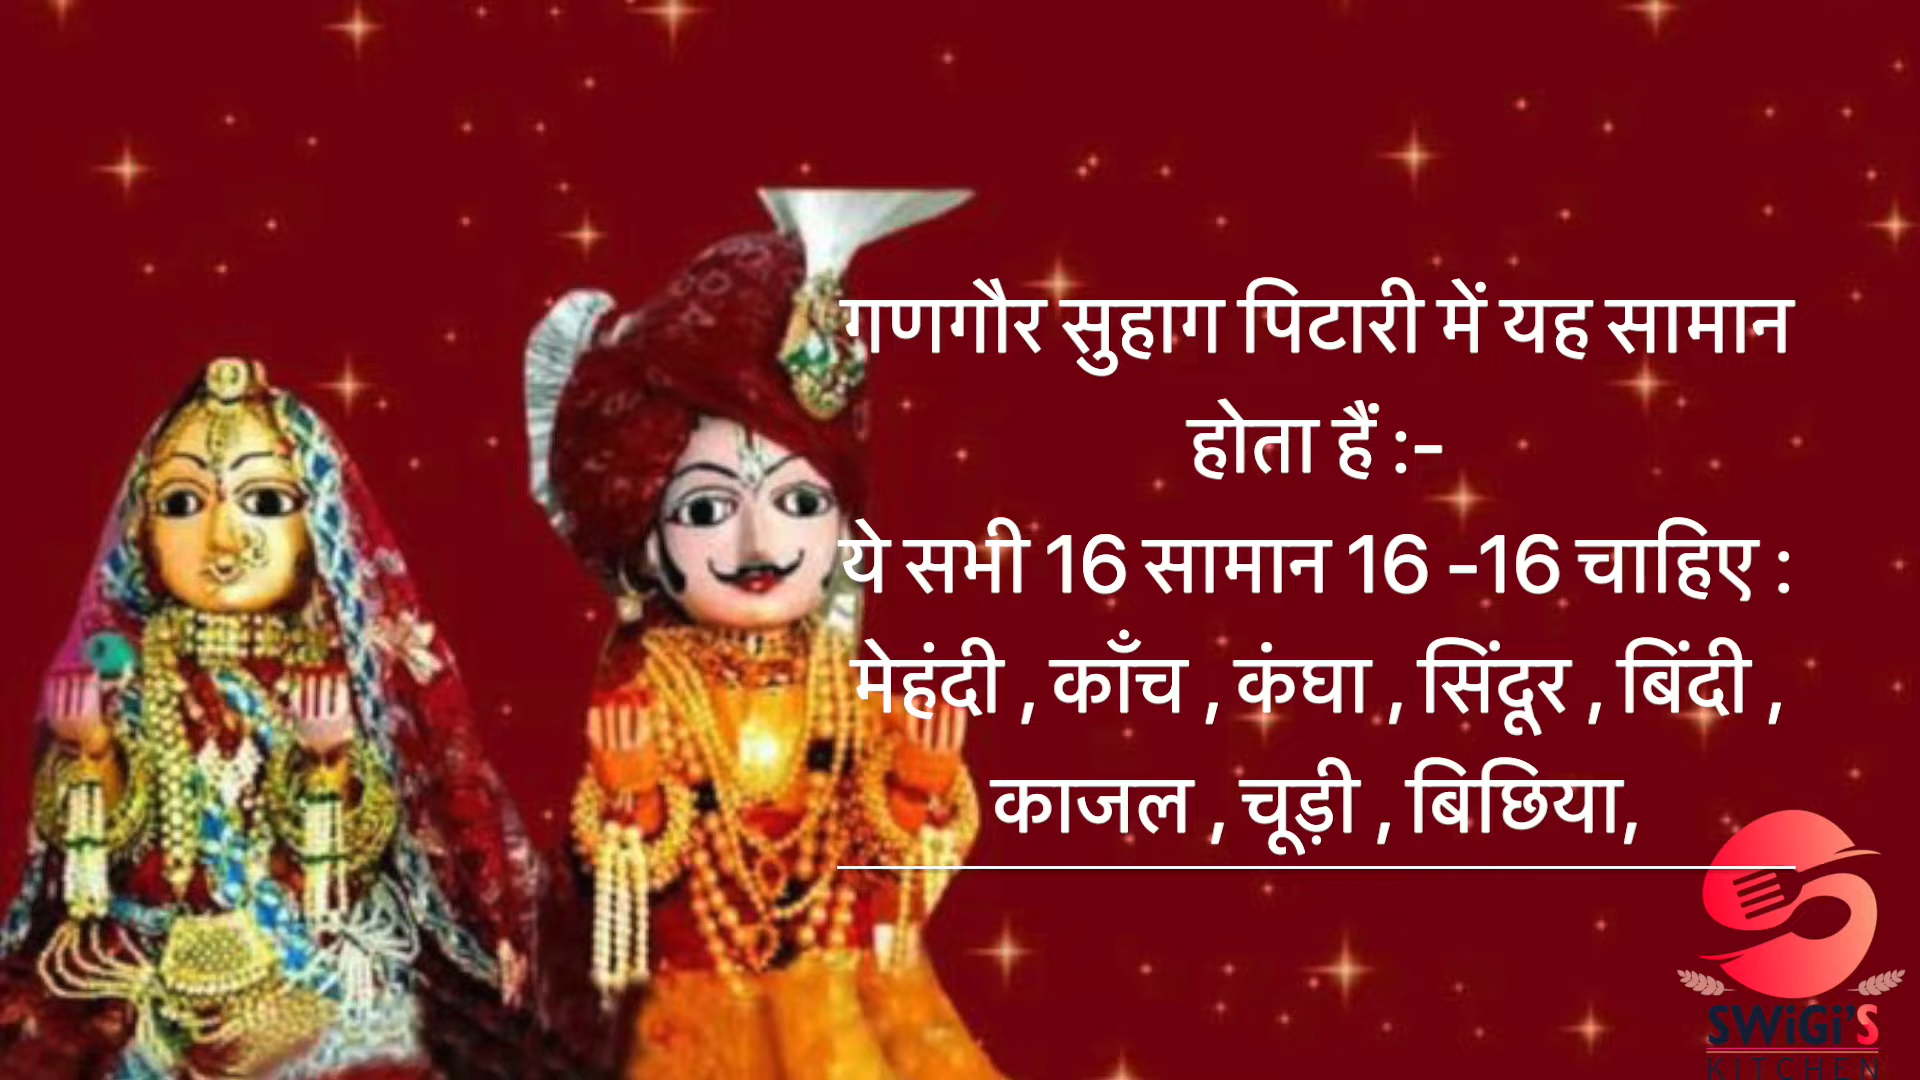 गणगौर सुहाग पिटारी में यह सामान
होता हैं :-
ये सभी 16 सामान 16 -16 चाहिए :
मेहंदी , काँच , कंघा , सिंदूर , बिंदी ,
काजल , चूड़ी , बिछिया,
SWiGi'S
KITCHEN